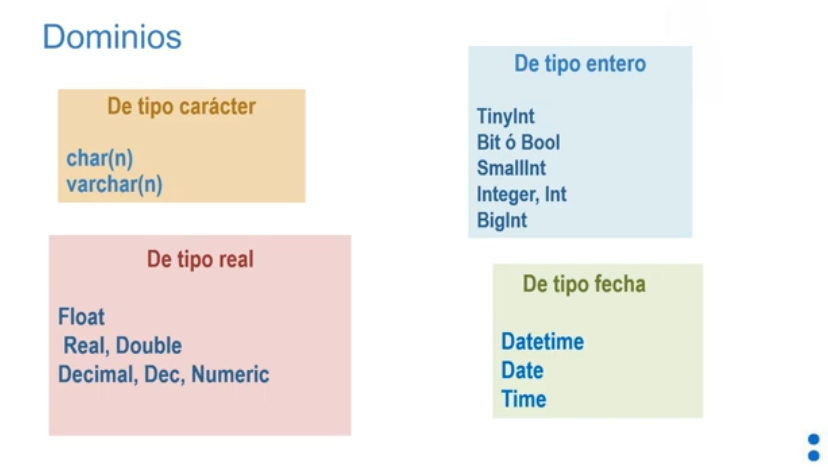 Dominios
De tipo carácter
char(n)
varchar(n)
De tipo entero
TinyInt
Bit ó Bool
SmallInt
Integer, Int
BigInt
De tipo real
Float
Real, Double
Decimal, Dec, Numeric
De tipo fecha
Datetime
Date
Time